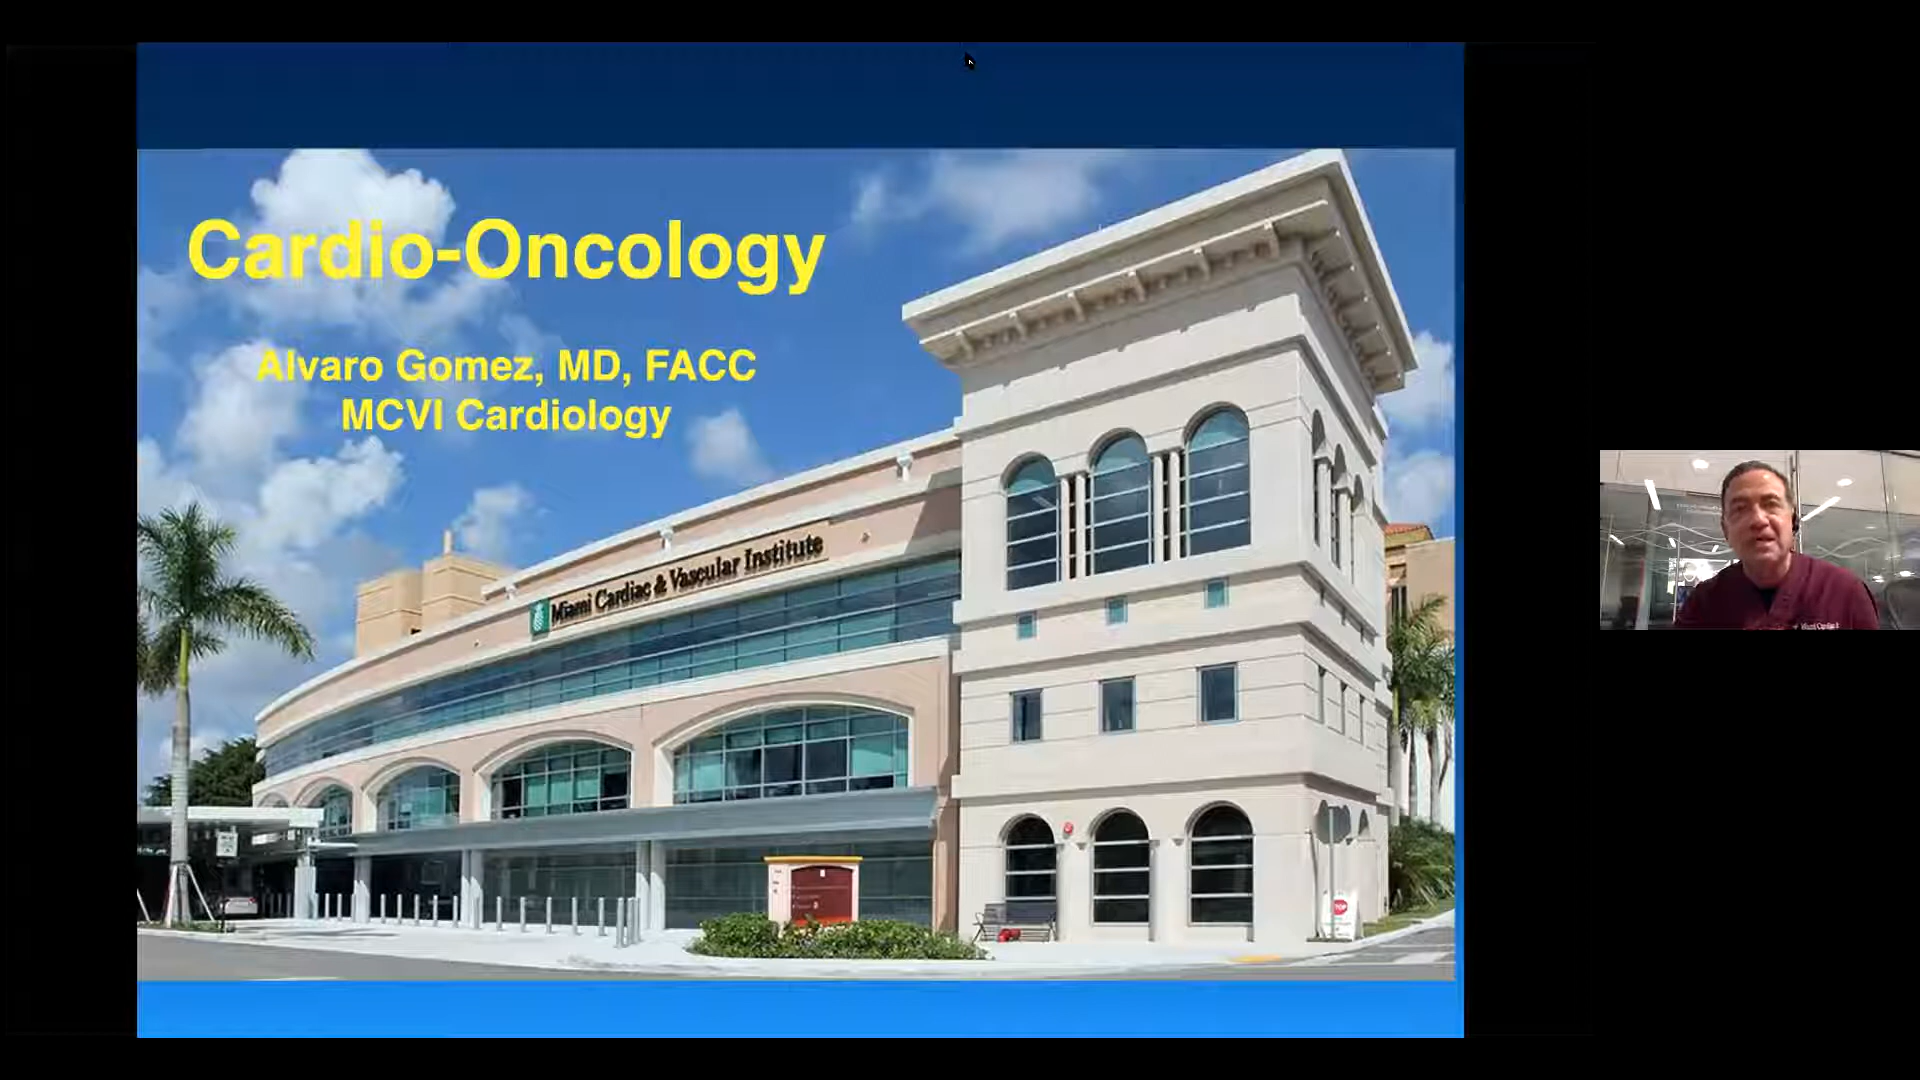 Cardio-Oncology
Alvaro Gomez, MD, FACC
MCVI Cardiology
Miami Cardiac & Vascular Institute